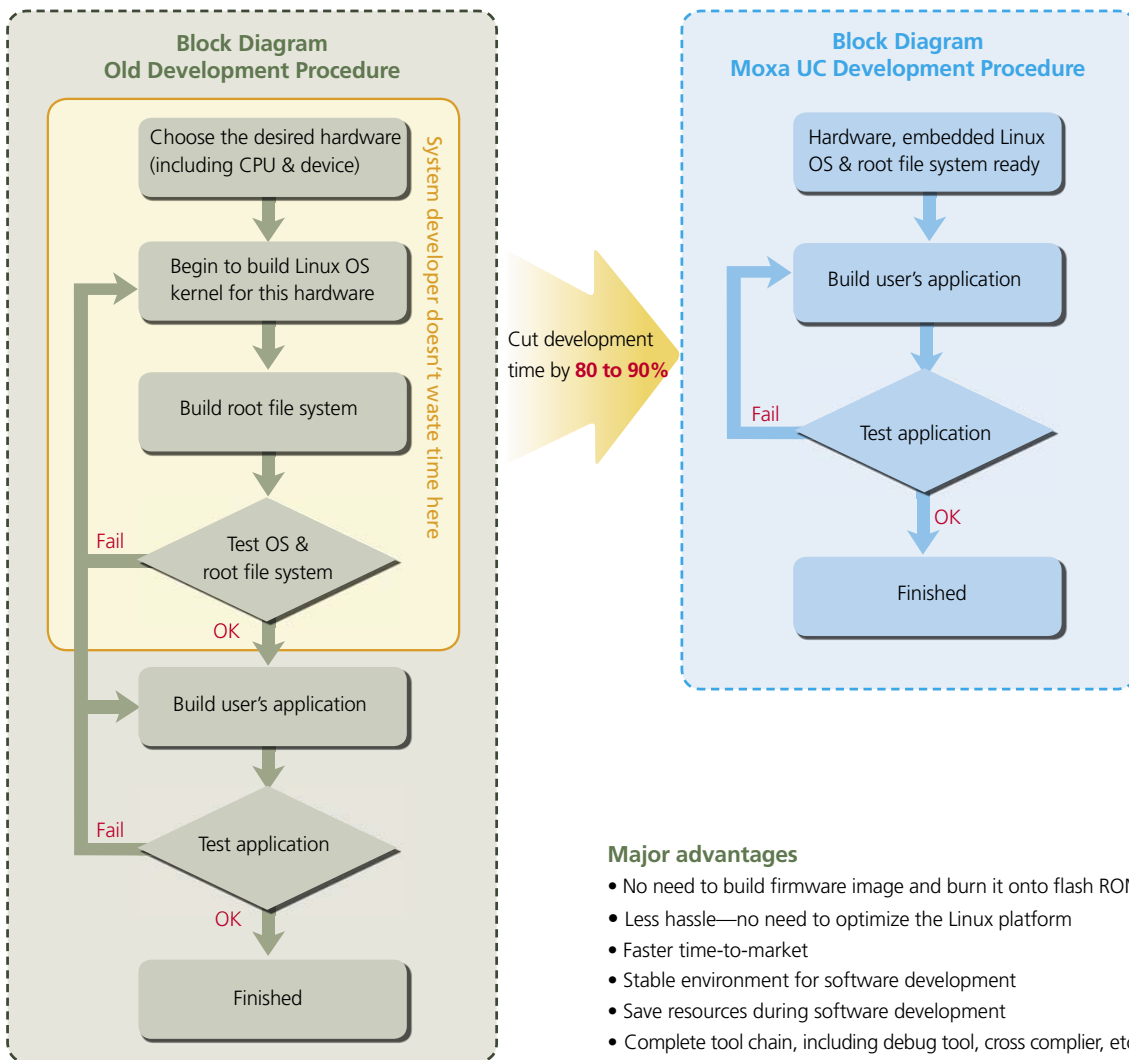 Block Diagram
Old Development Procedure
Choose the desired hardware
(including CPU & device)
Begin to build Linux OS
kernel for this hardware
Build root file system
Test OS &
root file system
Fail
OK
System developer doesn't waste time here
Build user's application
Test application
Fail
OK
Finished
Cut development
time by 80 to 90%
Block Diagram
Moxa UC Development Procedure
Hardware, embedded Linux
OS & root file system ready
Build user's application
Fail
Test application
OK
Finished
Major advantages
• No need to build firmware image and burn it onto flash
• Less hassle—no need to optimize the Linux platform
• Faster time-to-market
• Stable environment for software development
• Save resources during software development
• Complete tool chain, including debug tool, cross complier,